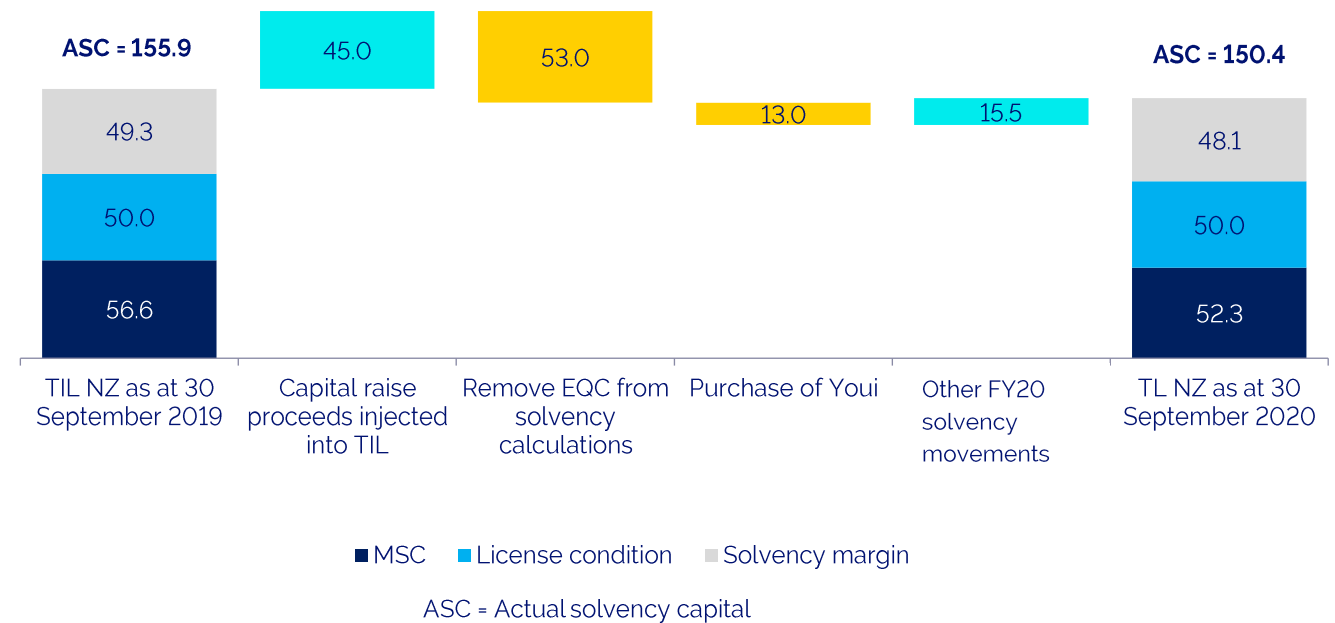 ASC = 155.9
45.0
53.0
ASC = 150.4
49.3
13.0
15.5
48.1
50.0
50.0
56.6
52.3
TIL NZ as at 30
September 2019
Capital raise
proceeds injected
into TIL
Remove EQC from
solvency
calculations
Purchase of Youi
Other FY20
solvency
movements
TL NZ as at 30
September 2020
MSC
License condition
Solvency margin
ASC = Actual solvency capital